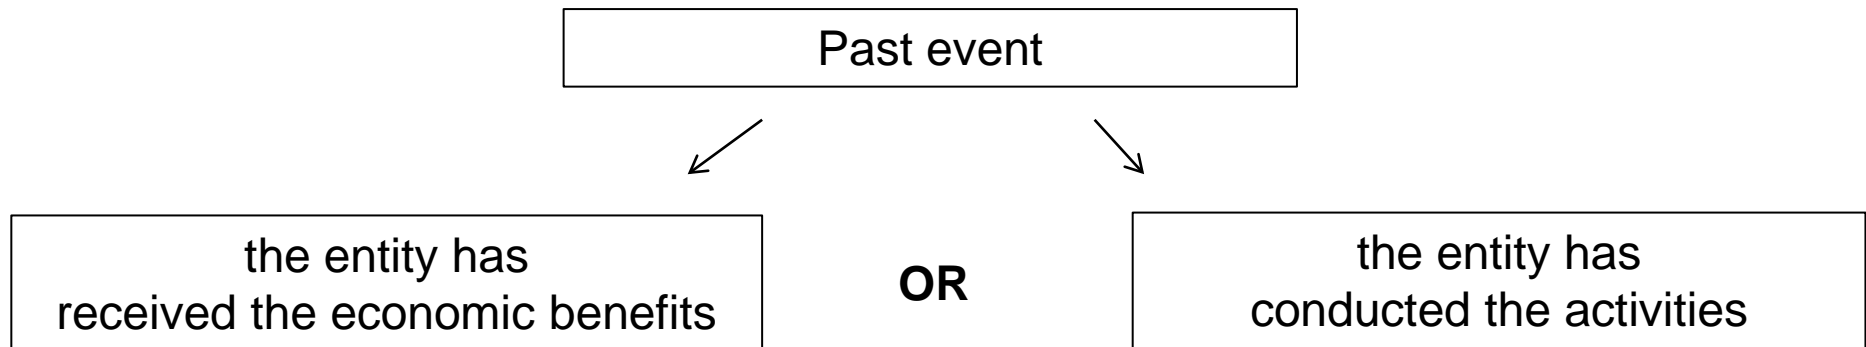 Past event
the entity has
received the economic benefits
OR
the entity has
conducted the activities